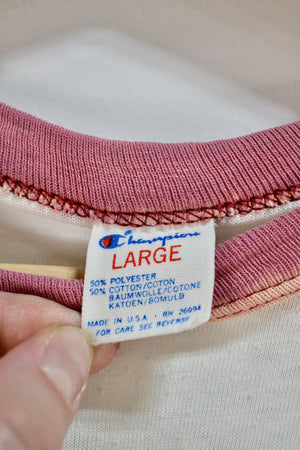 Champion
LARGE
50% POLYESTER
50% COTTON/COTON
BAUMWOLLE/COTONE
KATOEN/BOMULD
MADE IN U.S.A. · RN 26094
FOR CARE SEE REVERSE